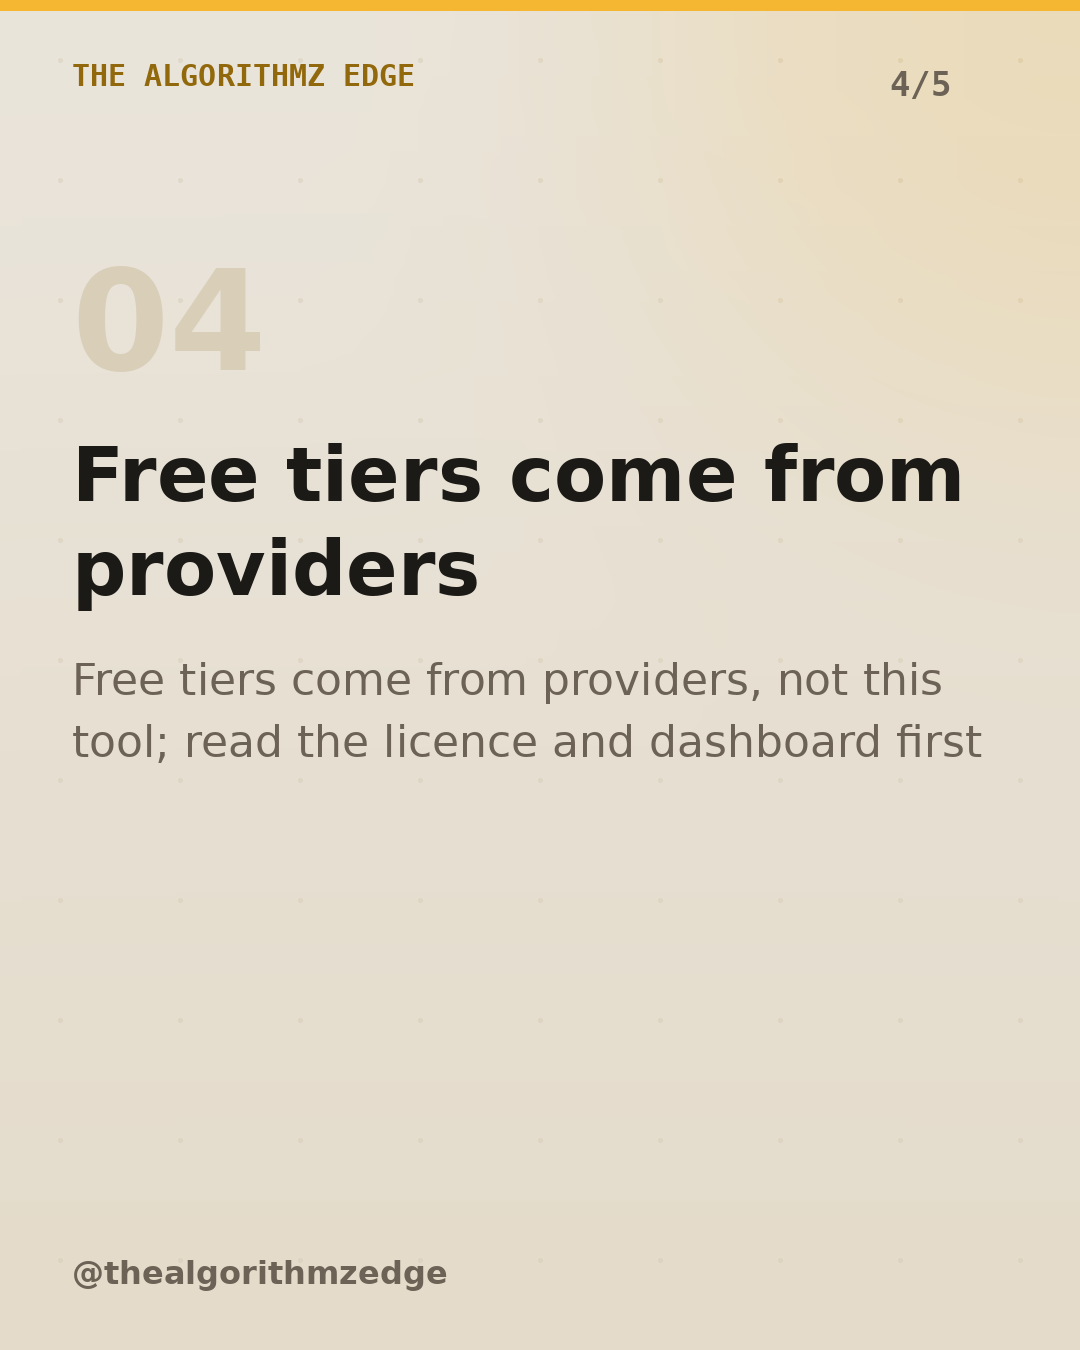 THE ALGORITHMZ EDGE
4/5
04
Free tiers come from
providers
Free tiers come from providers, not this
tool; read the licence and dashboard first
@thealgorithmzedge